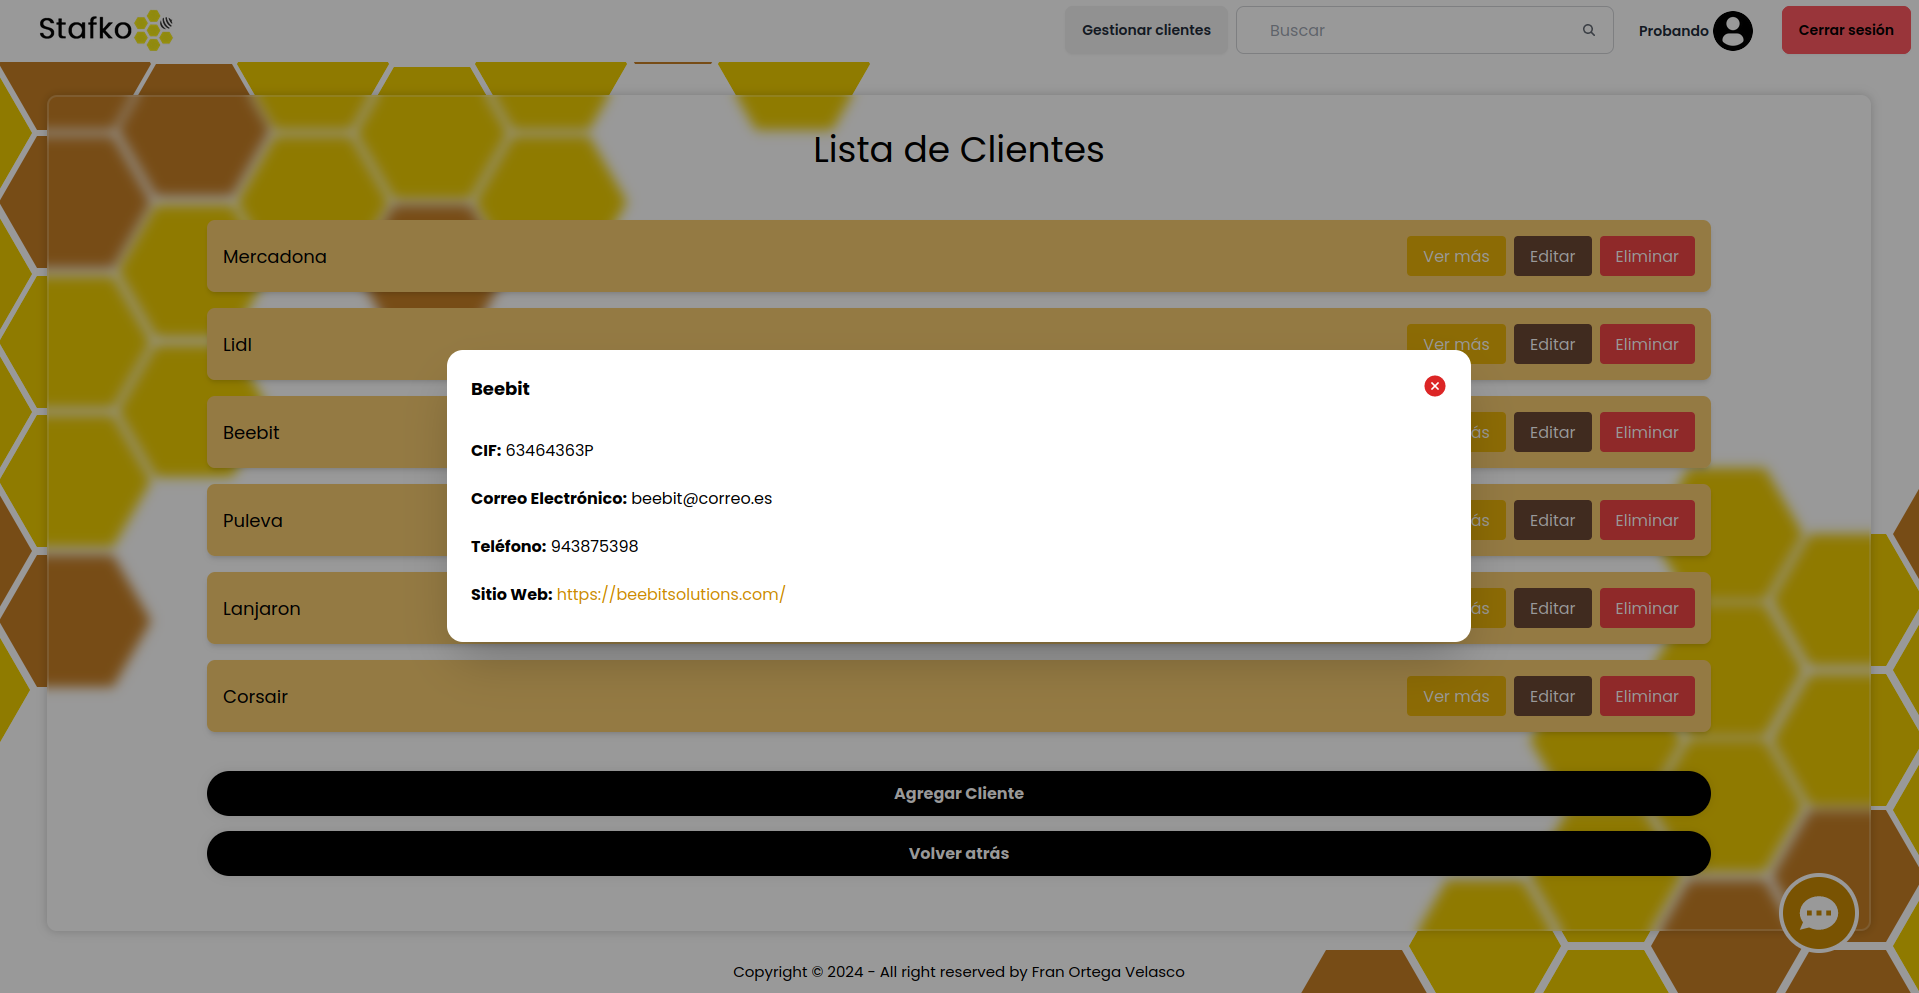 Stafko
Gestionar clientes
Buscar
Probando
Cerrar sesión
Lista de Clientes
Mercadona
Ver más
Editar
Eliminar
Lidl
Ver más
Editar
Eliminar
Beebit
CIF: 63464363P
Correo Electrónico: beebit@correo.es
Teléfono: 943875398
Sitio Web: https://beebitsolutions.com/
Beebit
ás
Editar
Eliminar
Puleva
ás
Editar
Eliminar
Lanjaron
ás
Editar
Eliminar
Corsair
Ver más
Editar
Eliminar
Agregar Cliente
Volver atrás
Copyright © 2024 - All right reserved by Fran Ortega Velasco